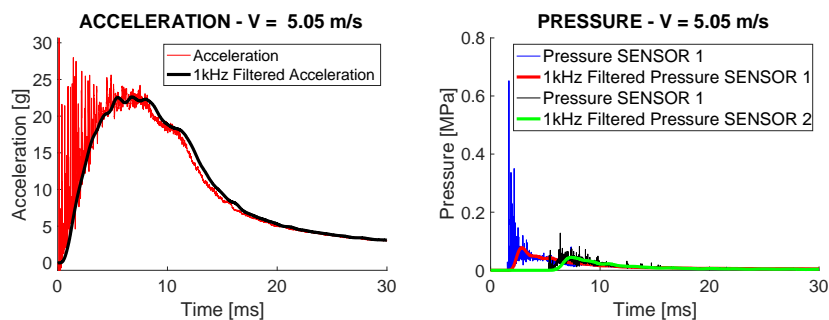 ACCELERATION - V =  5.05 m/s
Acceleration [g]
30
25
20
15
10
5
0
Acceleration
1kHz Filtered Acceleration
0
10
20
30
Time [ms]
PRESSURE - V = 5.05 m/s
Pressure [MPa]
0.8
0.6
0.4
0.2
0
Pressure SENSOR 1
1kHz Filtered Pressure SENSOR 1
Pressure SENSOR 1
1kHz Filtered Pressure SENSOR 2
0
10
20
30
Time [ms]